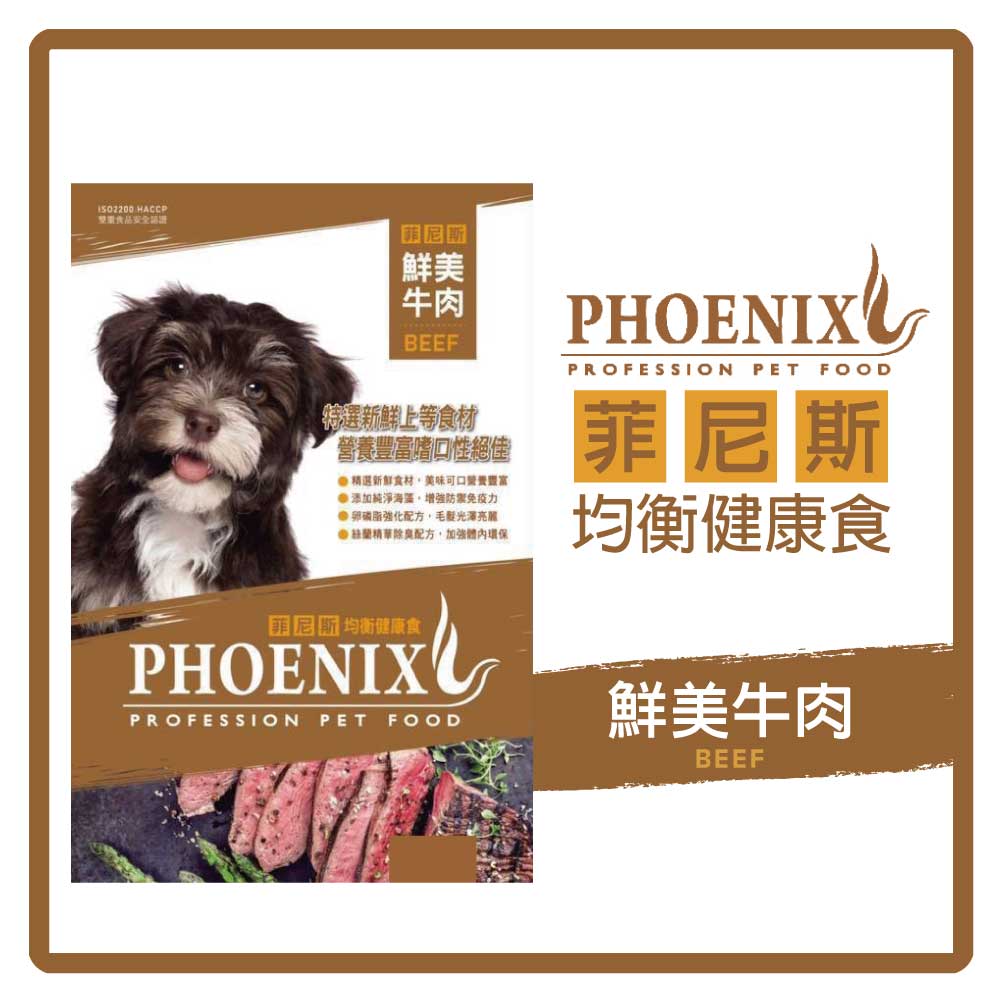 ISO2200.HACCP
雙重食品安全認證
菲尼斯
鮮美
牛肉
BEEF
特選新鮮上等食材
營養豐富嗜口性絕佳
精選新鮮食材，美味可口營養豐富
添加純淨海藻，增強防禦免疫力
卵磷脂強化配方，毛髮光澤亮麗
絲蘭精華除臭配方，加強體內環保
菲尼斯 均衡健康食
PHOENIX
PROFESSION PET FOOD
PHOENIX
PROFESSION PET FOOD
菲尼斯
均衡健康食
鮮美牛肉
BEEF